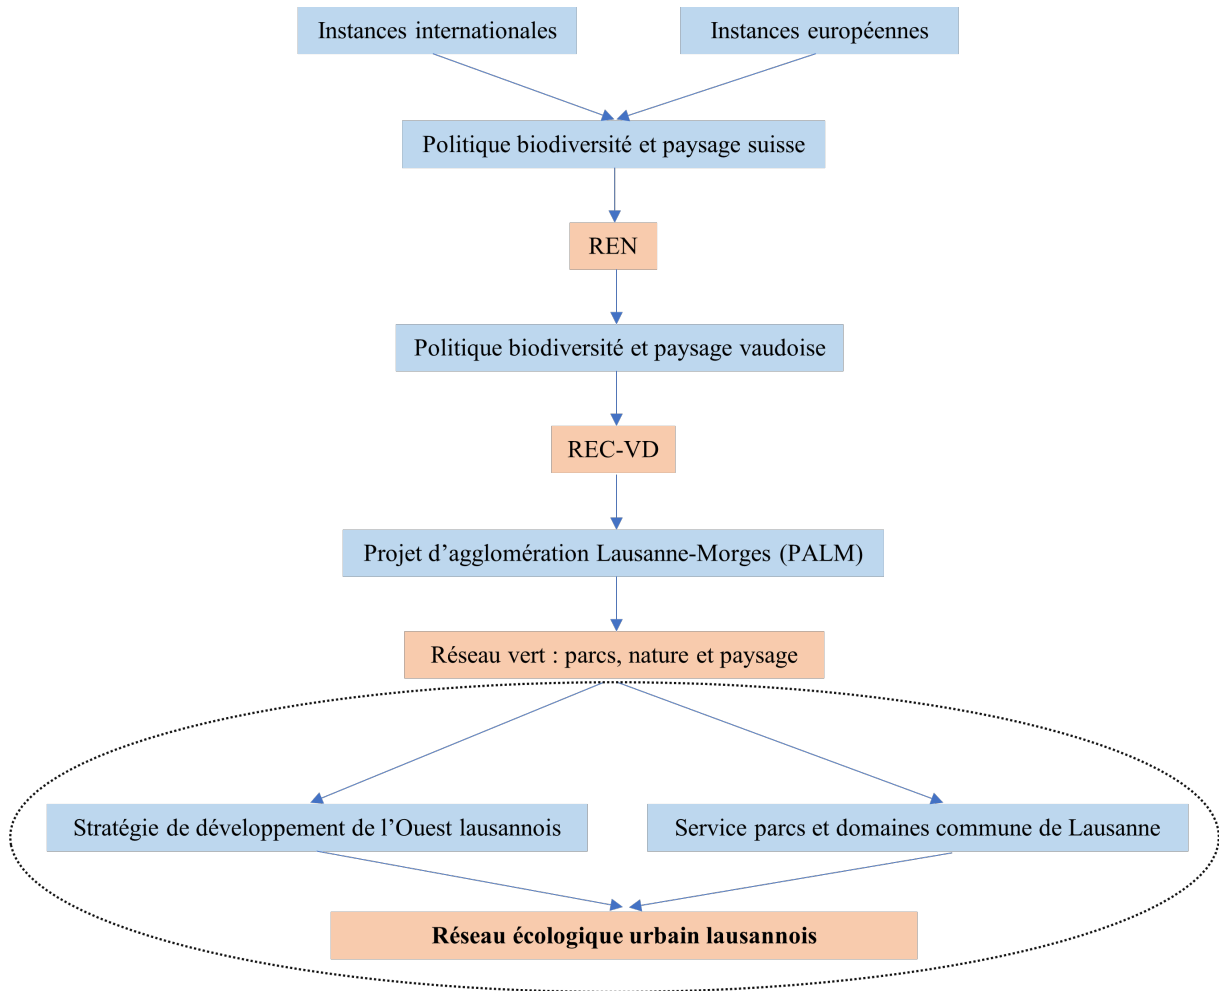 Instances internationales
Instances européennes
Politique biodiversité et paysage suisse
REN
Politique biodiversité et paysage vaudoise
REC-VD
Projet d’agglomération Lausanne-Morges (PALM)
Réseau vert : parcs, nature et paysage
Stratégie de développement de l’Ouest lausannois
Service parcs et domaines commune de Lausanne
Réseau écologique urbain lausannois